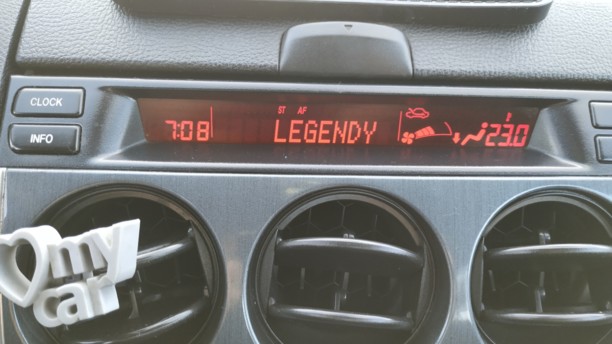 CLOCK
INFO
7:08
ST AF
LEGENDY
23.0
my
car